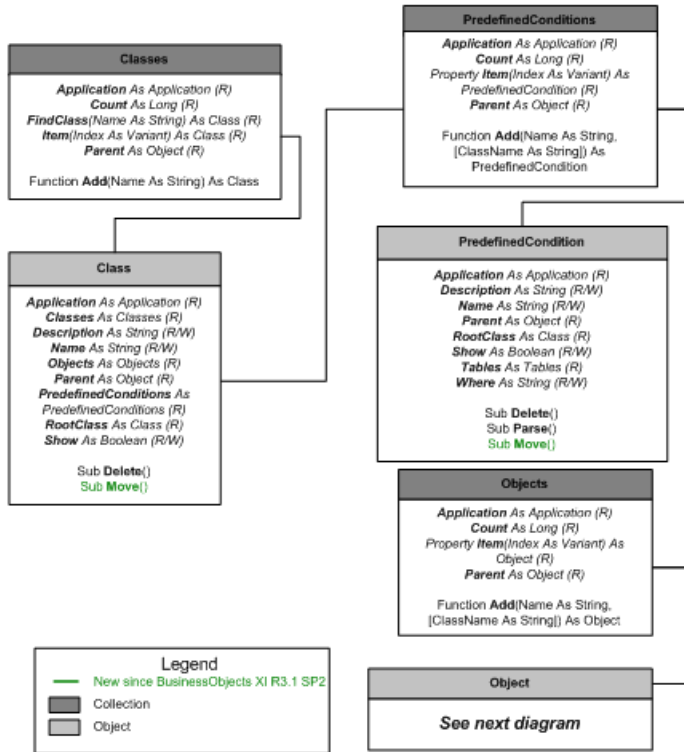 Classes
Application As Application (R)
Count As Long (R)
FindClass(Name As String) As Class (R)
Item(Index As Variant) As Class (R)
Parent As Object (R)
Function Add(Name As String) As Class
Class
Application As Application (R)
Classes As Classes (R)
Description As String (R/W)
Name As String (R/W)
Objects As Objects (R)
Parent As Object (R)
PredefinedConditions As
PredefinedConditions (R)
RootClass As Class (R)
Show As Boolean (R/W)
Sub Delete()
Sub Move()
PredefinedConditions
Application As Application (R)
Count As Long (R)
Property Item(Index As Variant) As
PredefinedCondition (R)
Parent As Object (R)
Function Add(Name As String,
[ClassName As String]) As
PredefinedCondition
PredefinedCondition
Application As Application (R)
Description As String (R/W)
Name As String (R/W)
Parent As Object (R)
RootClass As Class (R)
Show As Boolean (R/W)
Tables As Tables (R)
Where As String (R/W)
Sub Delete()
Sub Parse()
Sub Move()
Objects
Application As Application (R)
Count As Long (R)
Property Item(Index As Variant) As
Object (R)
Parent As Object (R)
Function Add(Name As String,
[ClassName As String]) As Object
Object
See next diagram
Legend
New since BusinessObjects XI R3.1 SP2
Collection
Object